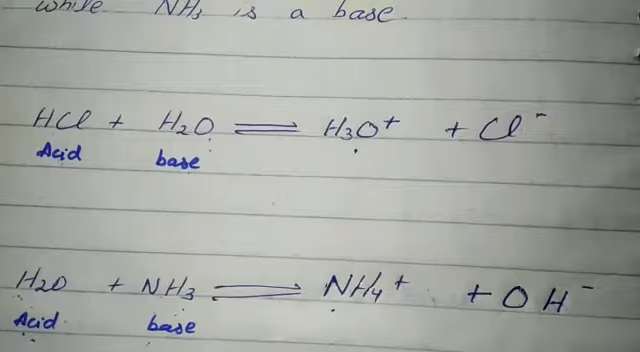 while NH3 is a base.
HCl + H2O ⇌ H3O+ + Cl-
Acid base
H2O + NH3 ⇌ NH4+ + OH-
Acid base